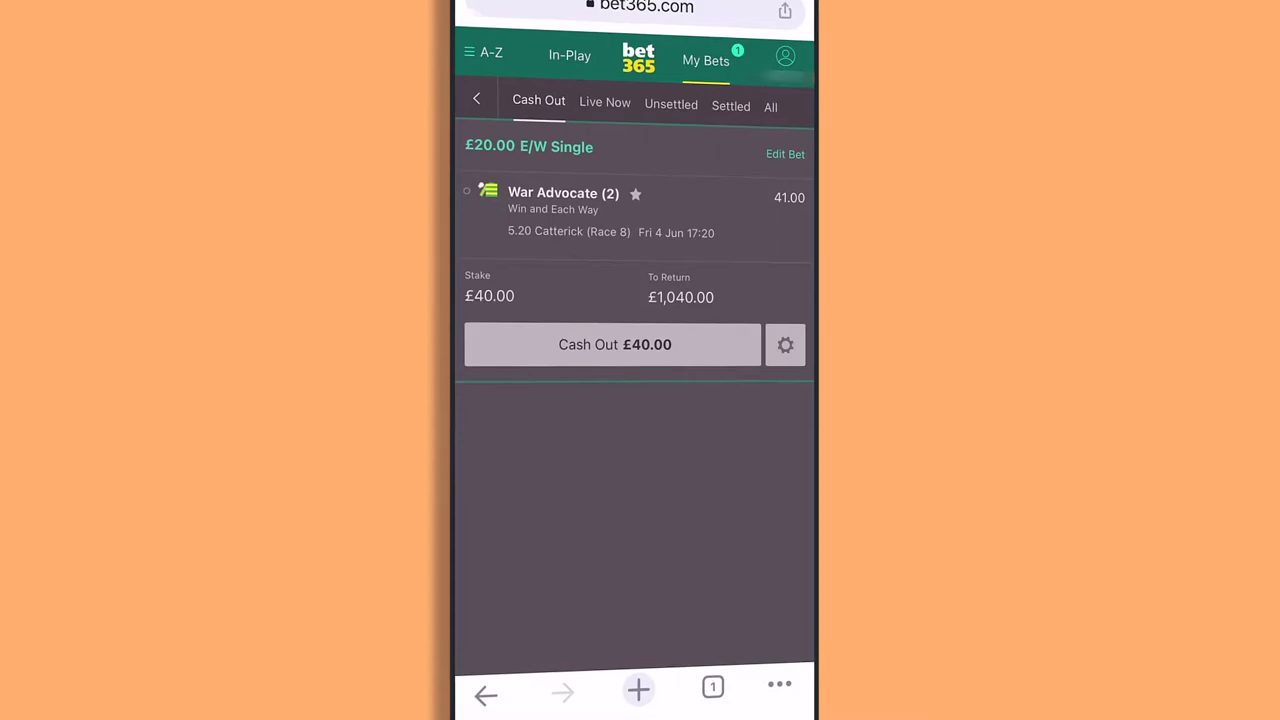 bet365.com
A-Z In-Play bet365 My Bets 1
Cash Out Live Now Unsettled Settled All
£20.00 E/W Single Edit Bet
War Advocate (2) 41.00
Win and Each Way
5.20 Catterick (Race 8) Fri 4 Jun 17:20
Stake To Return
£40.00 £1,040.00
Cash Out £40.00
1